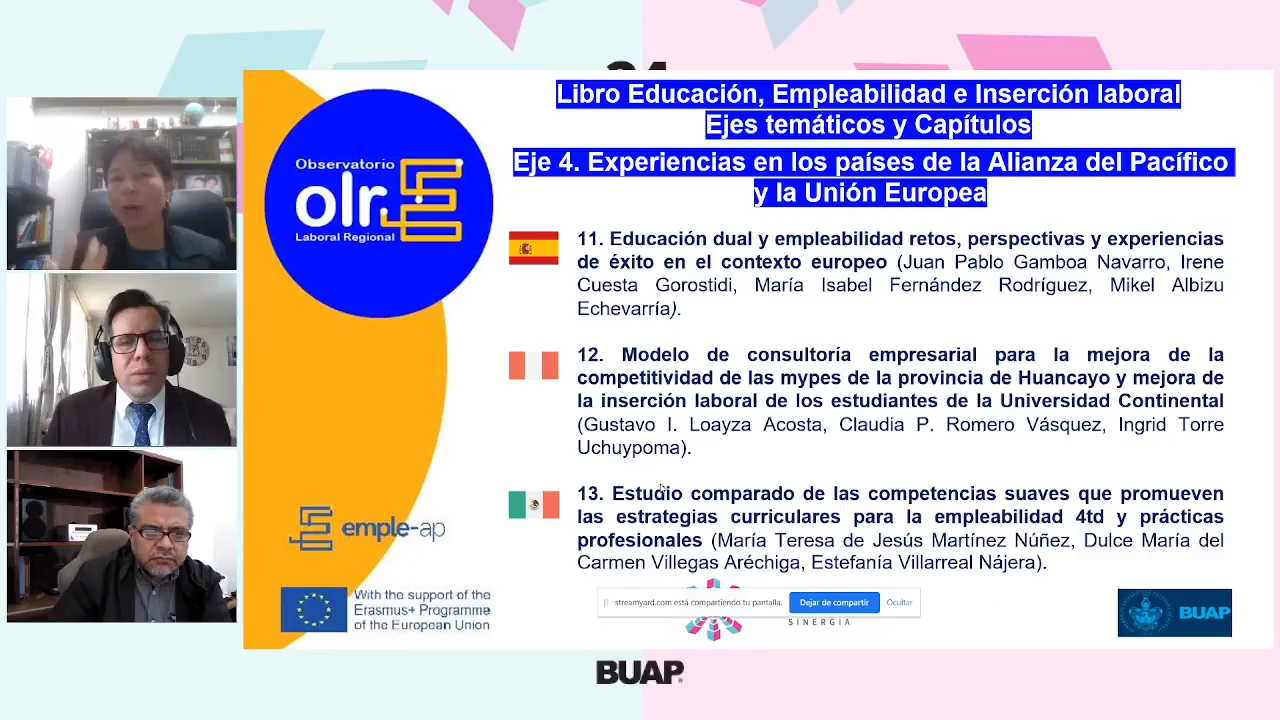 Libro Educación, Empleabilidad e Inserción laboral
Ejes temáticos y Capítulos
Eje 4. Experiencias en los países de la Alianza del Pacífico
y la Unión Europea
Observatorio
olr.
Laboral Regional
11. Educación dual y empleabilidad retos, perspectivas y experiencias
de éxito en el contexto europeo (Juan Pablo Gamboa Navarro, Irene
Cuesta Gorostidi, María Isabel Fernández Rodríguez, Mikel Albizu
Echevarría).
12. Modelo de consultoría empresarial para la mejora de la
competitividad de las mypes de la provincia de Huancayo y mejora de
la inserción laboral de los estudiantes de la Universidad Continental
(Gustavo I. Loayza Acosta, Claudia P. Romero Vásquez, Ingrid Torre
Uchuypoma).
13. Estudio comparado de las competencias suaves que promueven
las estrategias curriculares para la empleabilidad 4td y prácticas
profesionales (María Teresa de Jesús Martínez Núñez, Dulce María del
Carmen Villegas Aréchiga, Estefanía Villarreal Nájera).
emple-ap
With the support of the
Erasmus+ Programme
of the European Union
streamyard.com está compartiendo tu pantalla.
Dejar de compartir
Ocultar
SINERGIA
BUAP
BUAP